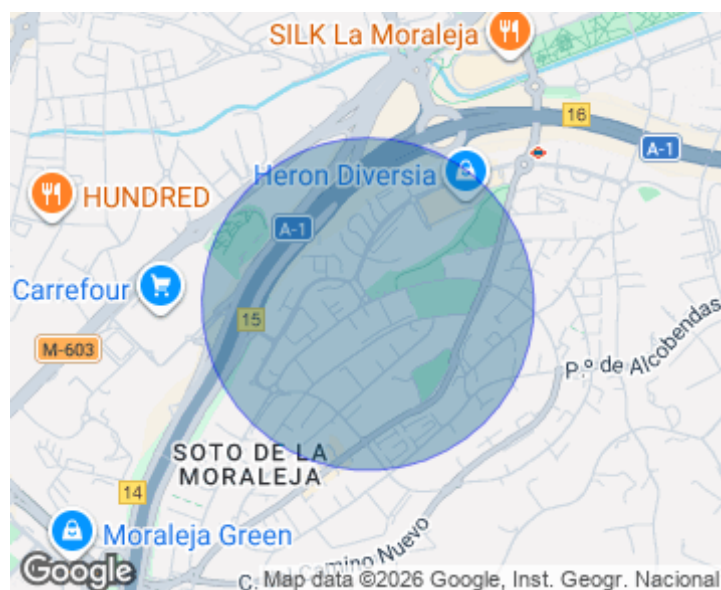 SILK La Moraleja
16
A-1
Heron Diversia
HUNDRED
A-1
Carrefour
15
M-603
P.º de Alcobendas
SOTO DE LA
MORALEJA
14
Moraleja Green
Camino Nuevo
Google
Map data ©2026 Google, Inst. Geogr. Nacional